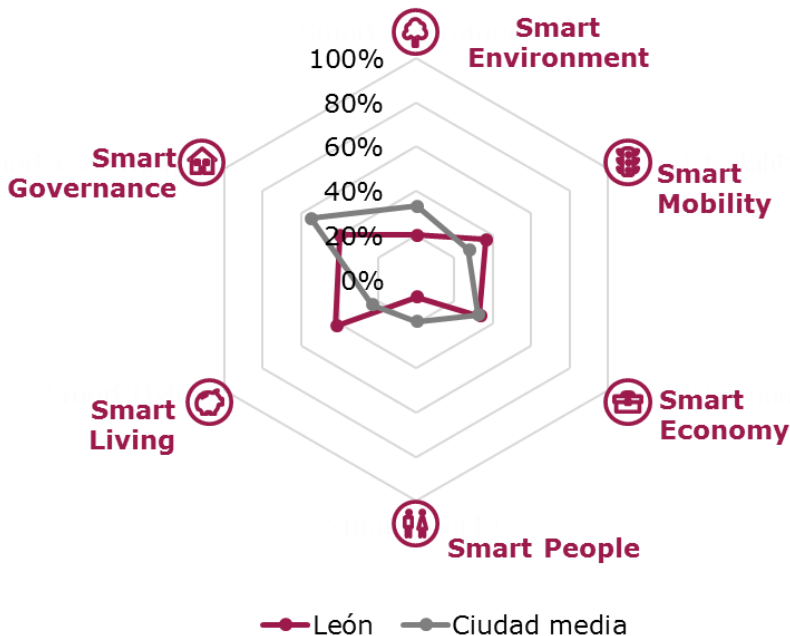 Smart
Environment
100%
80%
60%
40%
20%
0%
Smart
Governance
Smart
Mobility
Smart
Living
Smart
Economy
Smart People
León
Ciudad media